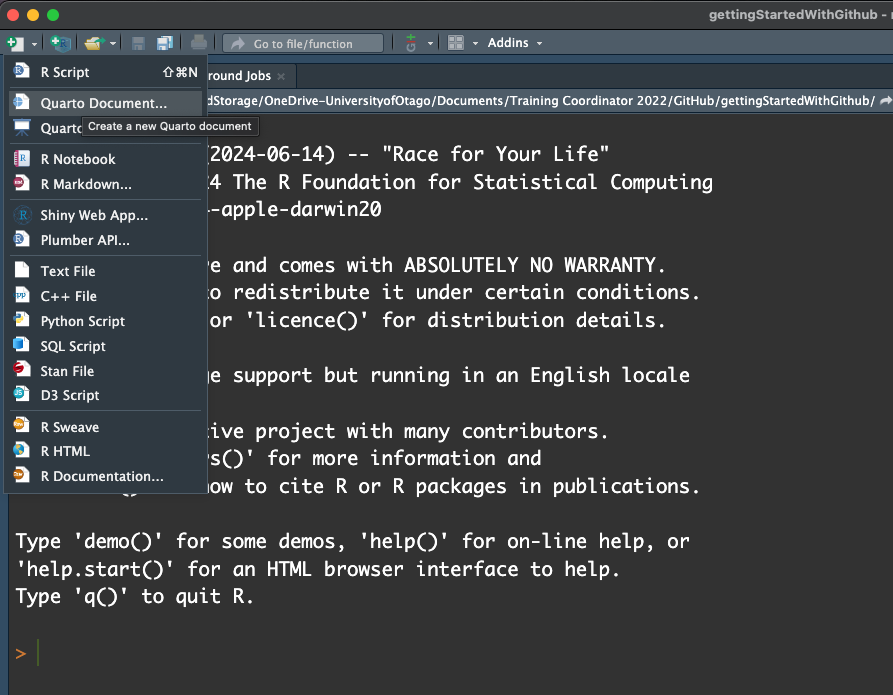 gettingStartedWithGithub -
Go to file/function
Addins
R Script ⇧⌘N
round Jobs
Quarto Document...
dStorage/OneDrive-UniversityofOtago/Documents/Training Coordinator 2022/GitHub/gettingStartedWithGithub/
Quarto
Create a new Quarto document
R Notebook
(2024-06-14) -- "Race for Your Life"
R Markdown...
4 The R Foundation for Statistical Computing
Shiny Web App...
-apple-darwin20
Plumber API...
Text File
e and comes with ABSOLUTELY NO WARRANTY.
C++ File
o redistribute it under certain conditions.
Python Script
or 'licence()' for distribution details.
SQL Script
Stan File
ge support but running in an English locale
D3 Script
R Sweave
ive project with many contributors.
R HTML
rs()' for more information and
R Documentation...
how to cite R or R packages in publications.
Type 'demo()' for some demos, 'help()' for on-line help, or
'help.start()' for an HTML browser interface to help.
Type 'q()' to quit R.
>